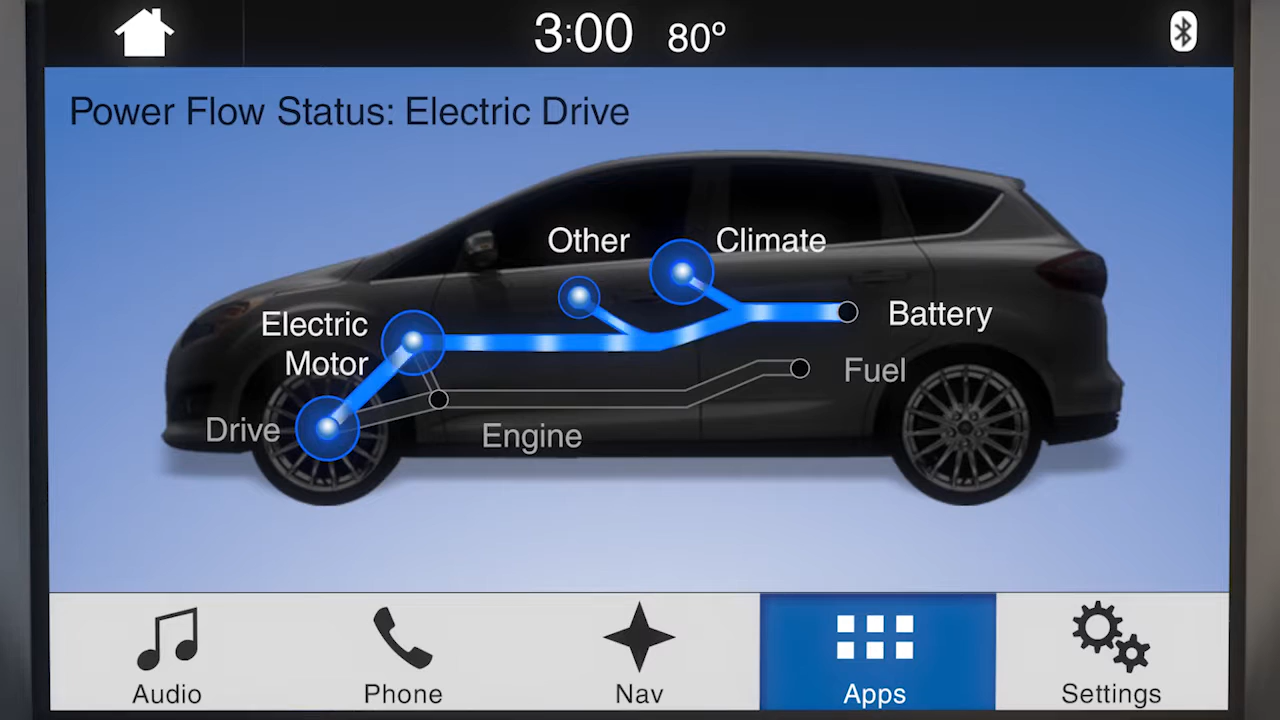 3:00 80º
Power Flow Status: Electric Drive
Other
Climate
Electric
Motor
Battery
Fuel
Drive
Engine
Audio
Phone
Nav
Apps
Settings